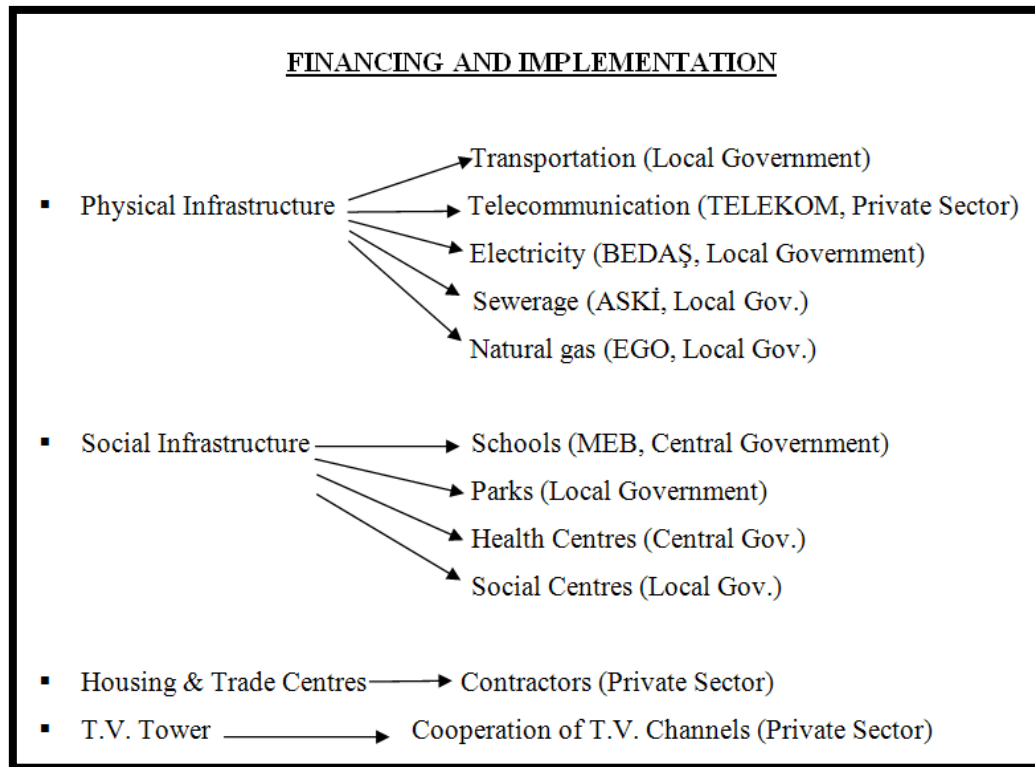 FINANCING AND IMPLEMENTATION
Transportation (Local Government)
▪ Physical Infrastructure
Telecommunication (TELEKOM, Private Sector)
Electricity (BEDAŞ, Local Government)
Sewerage (ASKİ, Local Gov.)
Natural gas (EGO, Local Gov.)
▪ Social Infrastructure Schools (MEB, Central Government)
Parks (Local Government)
Health Centres (Central Gov.)
Social Centres (Local Gov.)
▪ Housing & Trade Centres Contractors (Private Sector)
▪ T.V. Tower Cooperation of T.V. Channels (Private Sector)